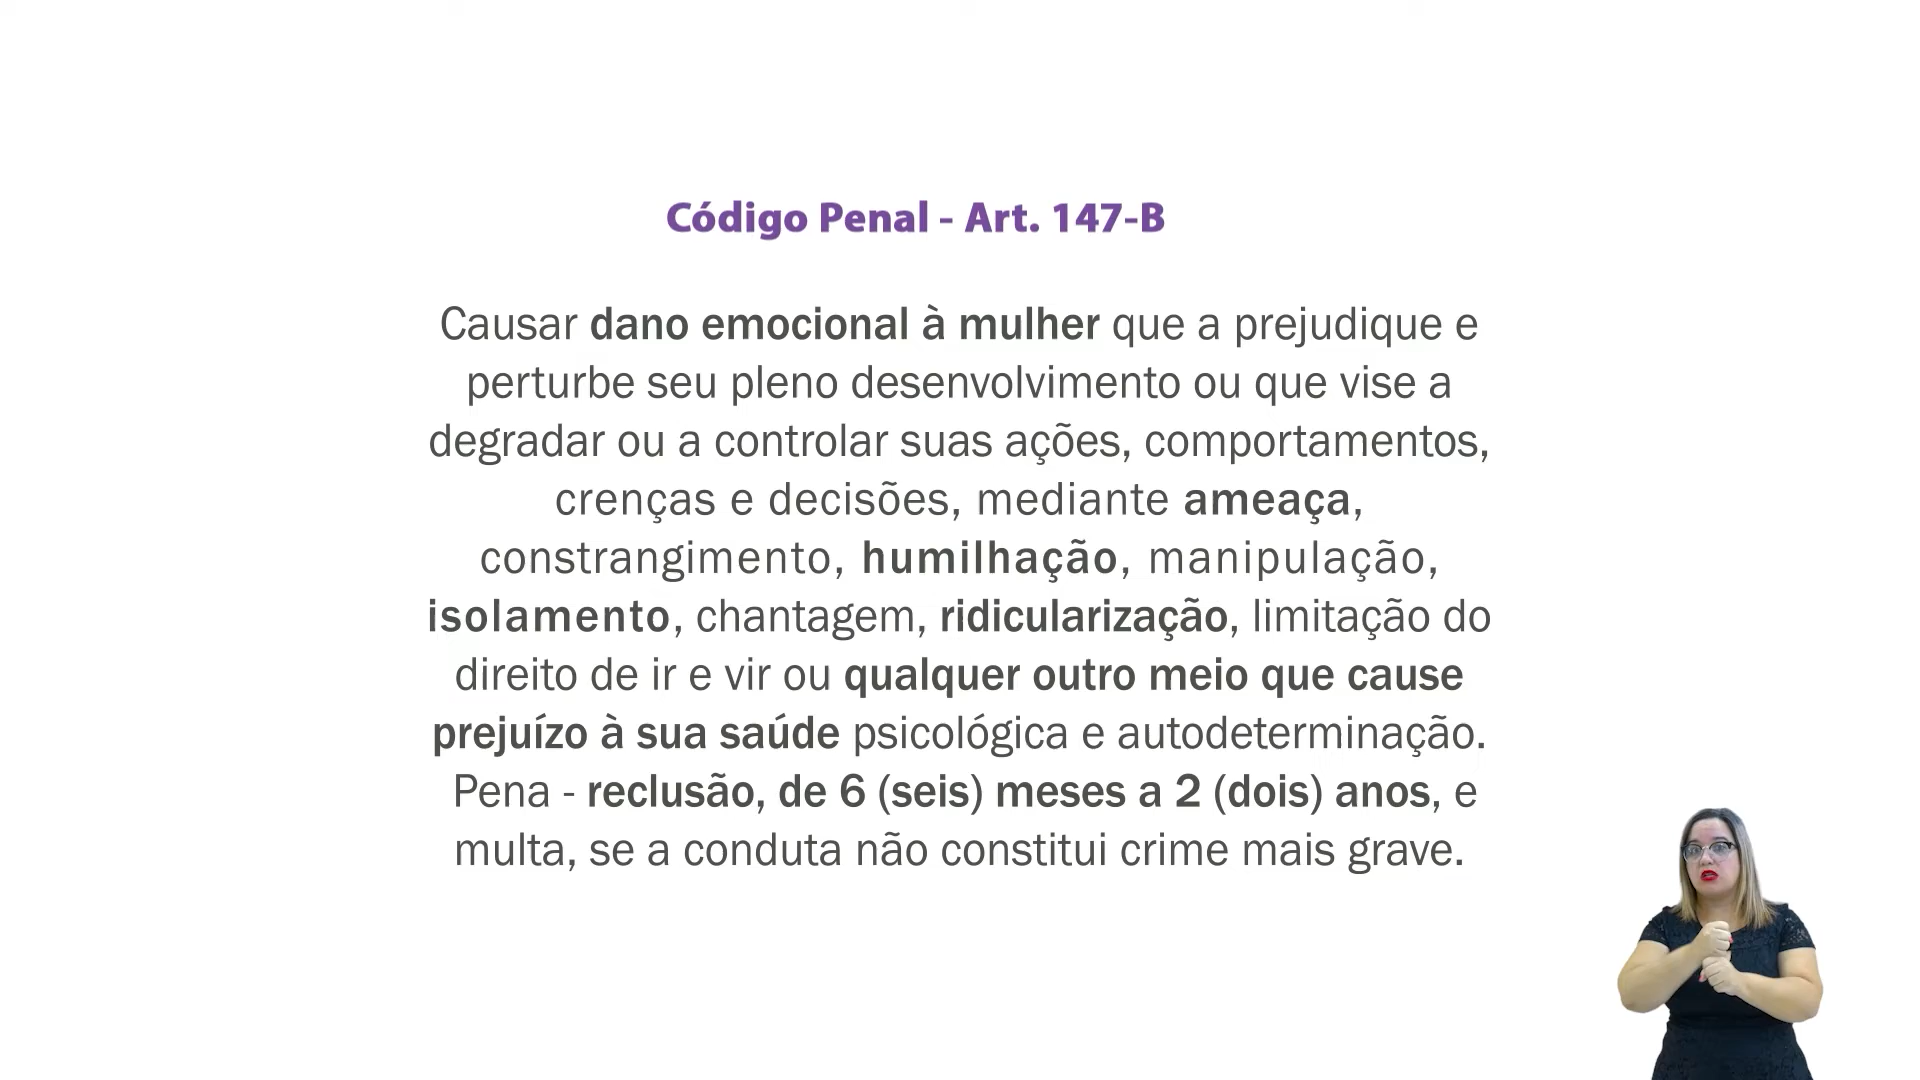 Código Penal - Art. 147-B
Causar dano emocional à mulher que a prejudique e
perturbe seu pleno desenvolvimento ou que vise a
degradar ou a controlar suas ações, comportamentos,
crenças e decisões, mediante ameaça,
constrangimento, humilhação, manipulação,
isolamento, chantagem, ridicularização, limitação do
direito de ir e vir ou qualquer outro meio que cause
prejuízo à sua saúde psicológica e autodeterminação.
Pena - reclusão, de 6 (seis) meses a 2 (dois) anos, e
multa, se a conduta não constitui crime mais grave.